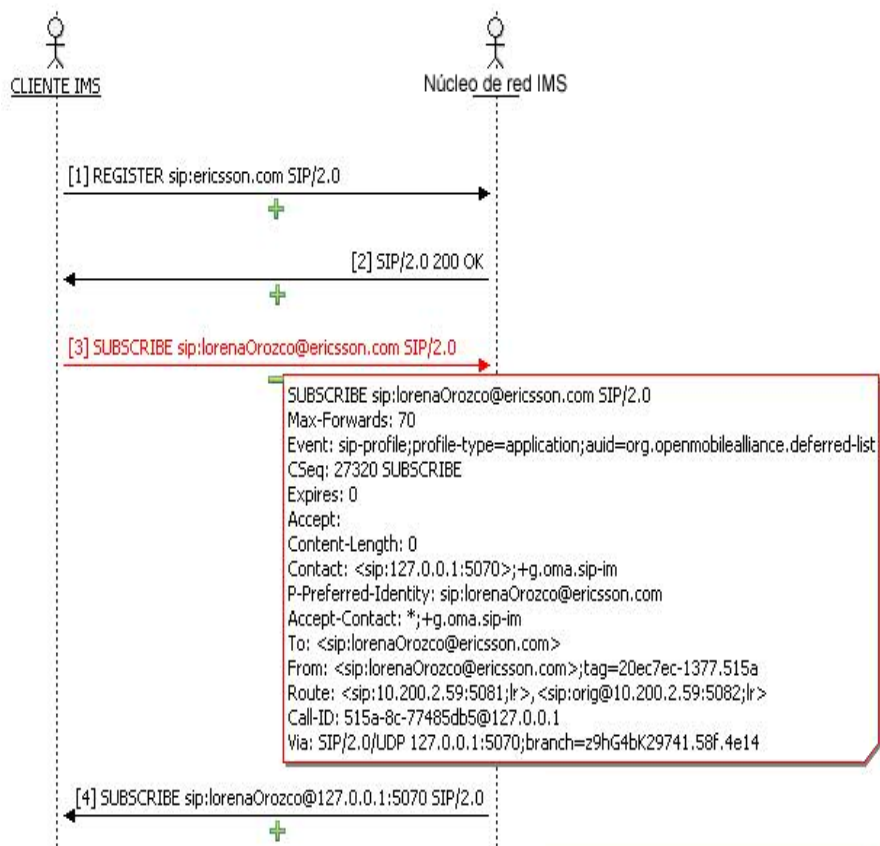 CLIENTE IMS
Núcleo de red IMS
[1] REGISTER sip:ericsson.com SIP/2.0
[2] SIP/2.0 200 OK
[3] SUBSCRIBE sip:lorenaOrozco@ericsson.com SIP/2.0
SUBSCRIBE sip:lorenaOrozco@ericsson.com SIP/2.0
Max-Forwards: 70
Event: sip-profile;profile-type=application;auid=org.openmobilealliance.deferred-list
CSeq: 27320 SUBSCRIBE
Expires: 0
Accept:
Content-Length: 0
Contact: <sip:127.0.0.1:5070>;+g.oma.sip-im
P-Preferred-Identity: sip:lorenaOrozco@ericsson.com
Accept-Contact: *;+g.oma.sip-im
To: <sip:lorenaOrozco@ericsson.com>
From: <sip:lorenaOrozco@ericsson.com>;tag=20ec7ec-1377.515a
Route: <sip:10.200.2.59:5081;lr>,<sip:orig@10.200.2.59:5082;lr>
Call-ID: 515a-8c-77485db5@127.0.0.1
Via: SIP/2.0/UDP 127.0.0.1:5070;branch=z9hG4bK29741.58f.4e14
[4] SUBSCRIBE sip:lorenaOrozco@127.0.0.1:5070 SIP/2.0